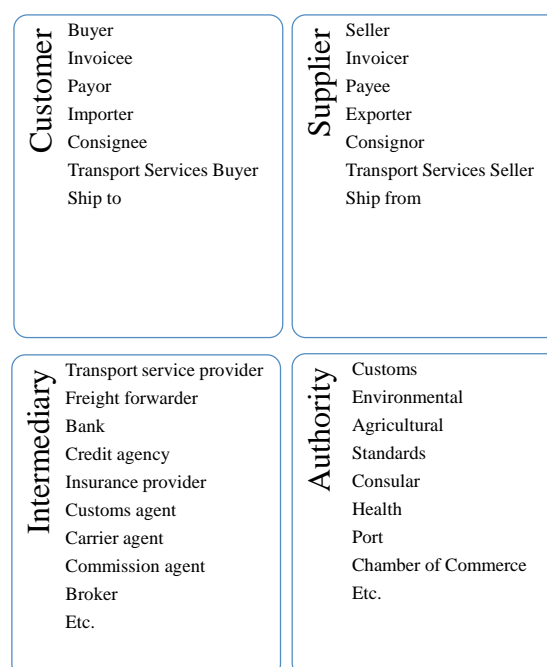 Customer
Buyer
Invoicee
Payor
Importer
Consignee
Transport Services Buyer
Ship to
Supplier
Seller
Invoicer
Payee
Exporter
Consignor
Transport Services Seller
Ship from
Intermediary
Transport service provider
Freight forwarder
Bank
Credit agency
Insurance provider
Customs agent
Carrier agent
Commission agent
Broker
Etc.
Authority
Customs
Environmental
Agricultural
Standards
Consular
Health
Port
Chamber of Commerce
Etc.